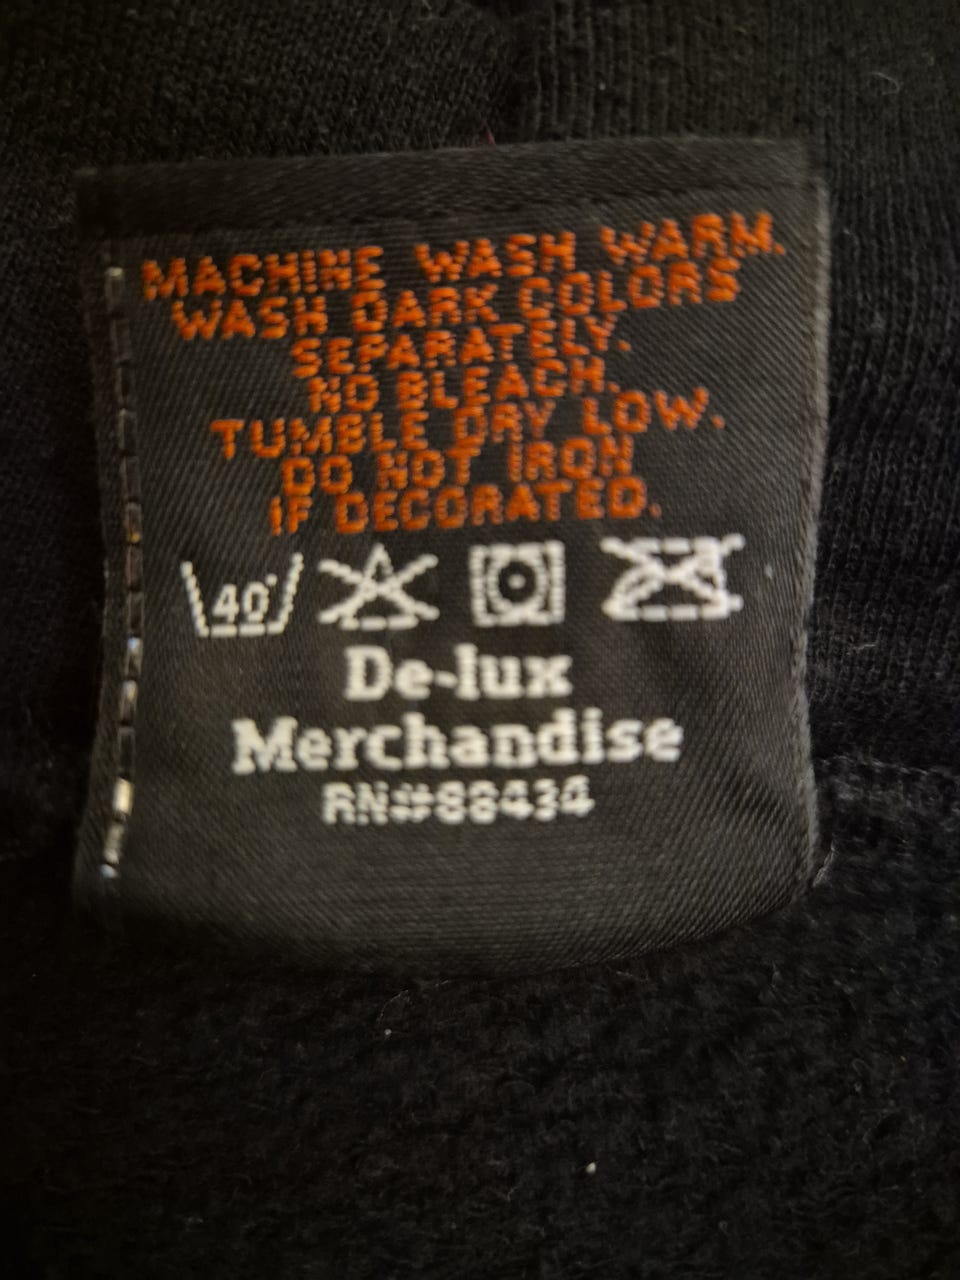 MACHINE WASH WARM.
WASH DARK COLORS
SEPARATELY.
NO BLEACH.
TUMBLE DRY LOW.
DO NOT IRON
IF DECORATED.
40°
De-lux
Merchandise
RN#88434